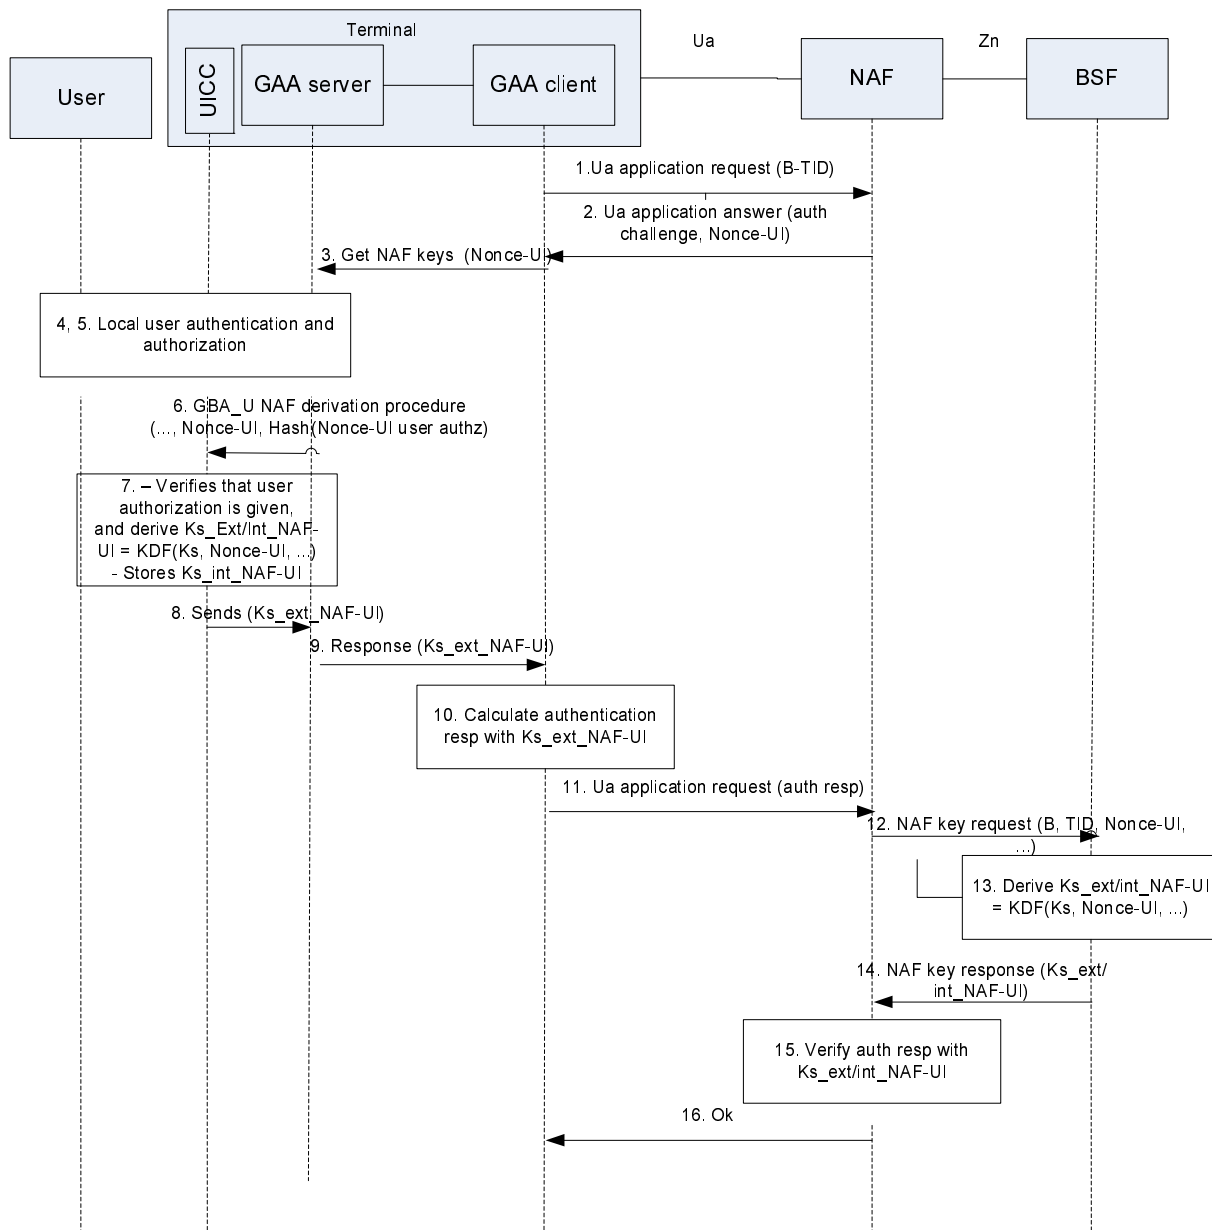 Terminal
Ua
Zn
User
UICC
GAA server
GAA client
NAF
BSF
1.Ua application request (B-TID)
2. Ua application answer (auth
challenge, Nonce-UI)
3. Get NAF keys (Nonce-UI)
4, 5. Local user authentication and
authorization
6. GBA_U NAF derivation procedure
(..., Nonce-UI, Hash(Nonce-UI user authz)
7. – Verifies that user
authorization is given,
and derive Ks_Ext/Int_NAF-
UI = KDF(Ks, Nonce-UI, ...)
- Stores Ks_int_NAF-UI
8. Sends (Ks_ext_NAF-UI)
9. Response (Ks_ext_NAF-UI)
10. Calculate authentication
resp with Ks_ext_NAF-UI
11. Ua application request (auth resp)
12. NAF key request (B, TID, Nonce-UI,
...)
13. Derive Ks_ext/int_NAF-UI
= KDF(Ks, Nonce-UI, ...)
14. NAF key response (Ks_ext/
int_NAF-UI)
15. Verify auth resp with
Ks_ext/int_NAF-UI
16. Ok